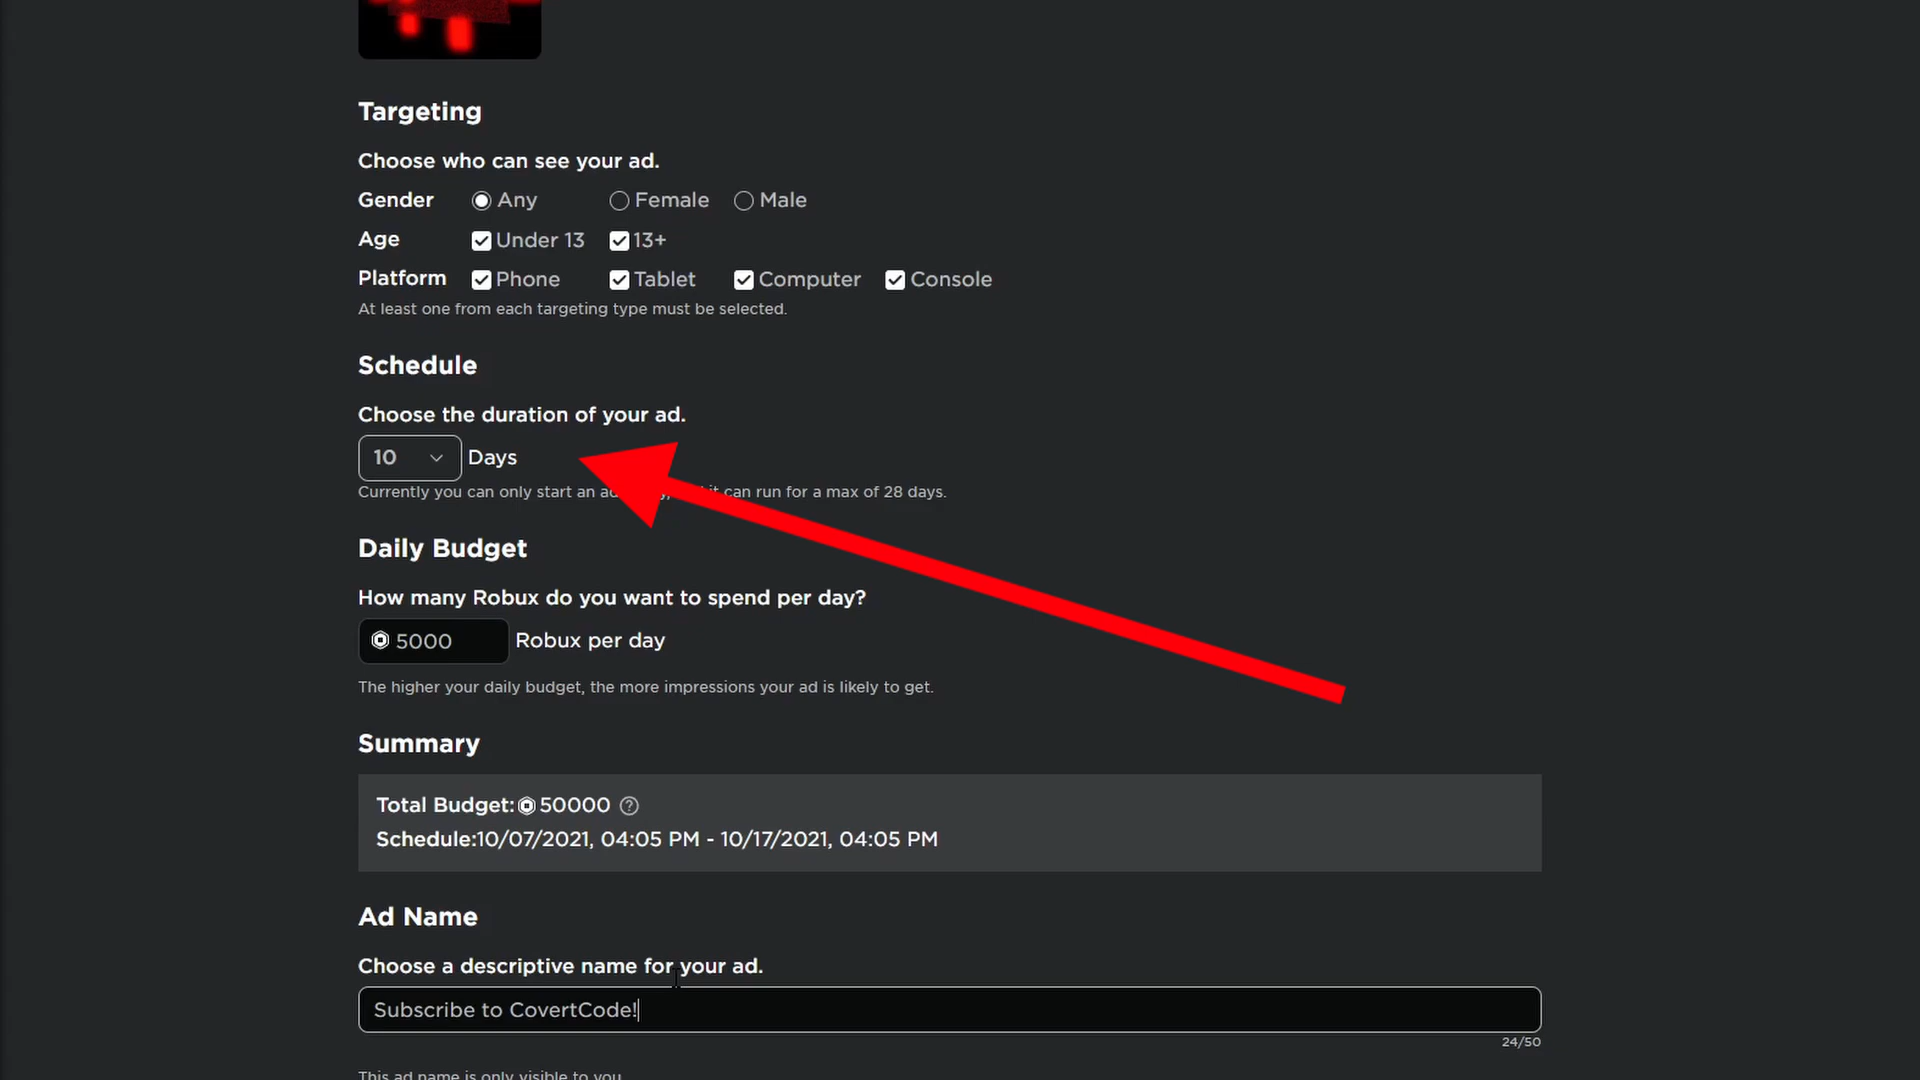 Targeting
Choose who can see your ad.
Gender Any Female Male
Age Under 13 13+
Platform Phone Tablet Computer Console
At least one from each targeting type must be selected.
Schedule
Choose the duration of your ad.
10 Days
Currently you can only start an it can run for a max of 28 days.
Daily Budget
How many Robux do you want to spend per day?
5000 Robux per day
The higher your daily budget, the more impressions your ad is likely to get.
Summary
Total Budget: 50000 ?
Schedule:10/07/2021, 04:05 PM - 10/17/2021, 04:05 PM
Ad Name
Choose a descriptive name for your ad.
Subscribe to CovertCode!
24/50
This ad name is only visible to you